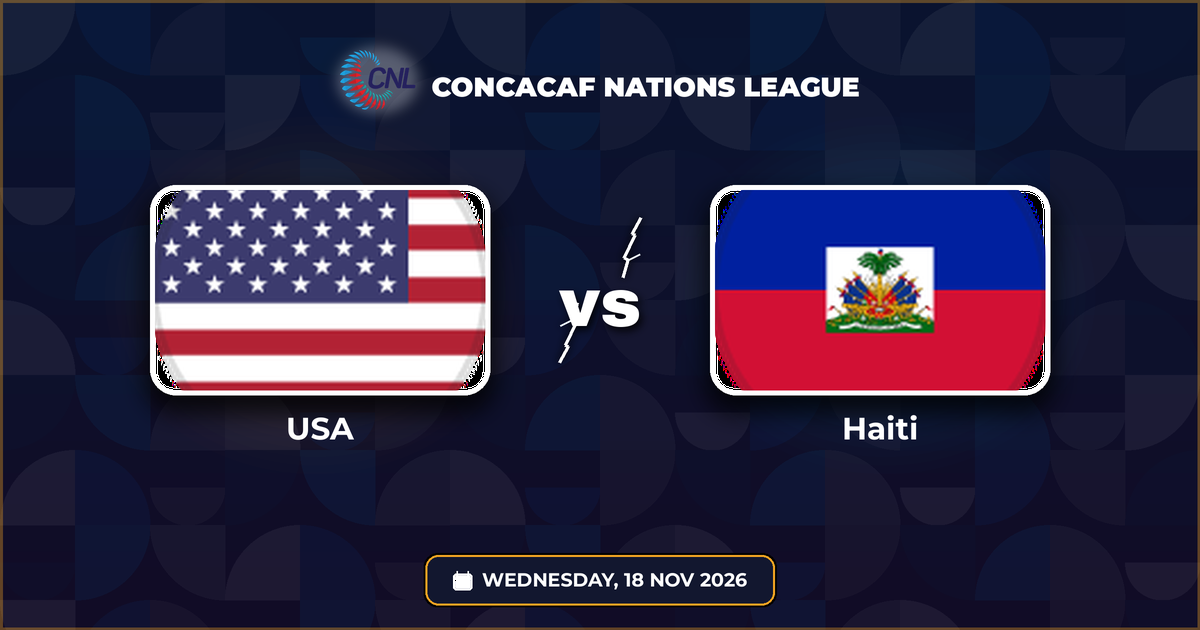 CNL
CONCACAF NATIONS LEAGUE
VS
USA
Haiti
WEDNESDAY, 18 NOV 2026